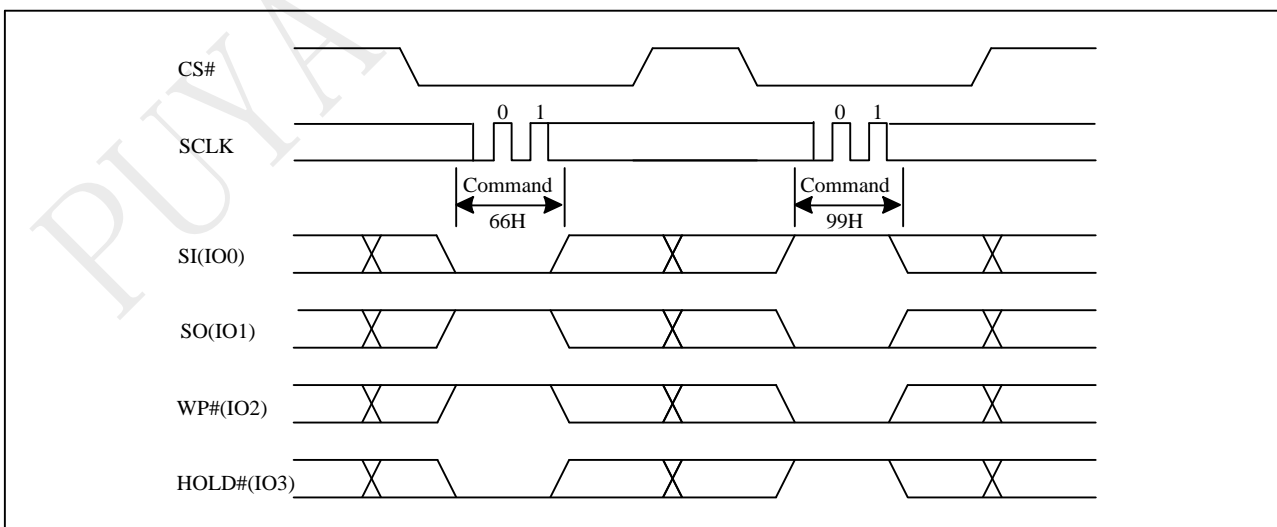 PUYA
CS#
0 1 0 1
SCLK
Command Command
66H 99H
SI(IO0)
SO(IO1)
WP#(IO2)
HOLD#(IO3)